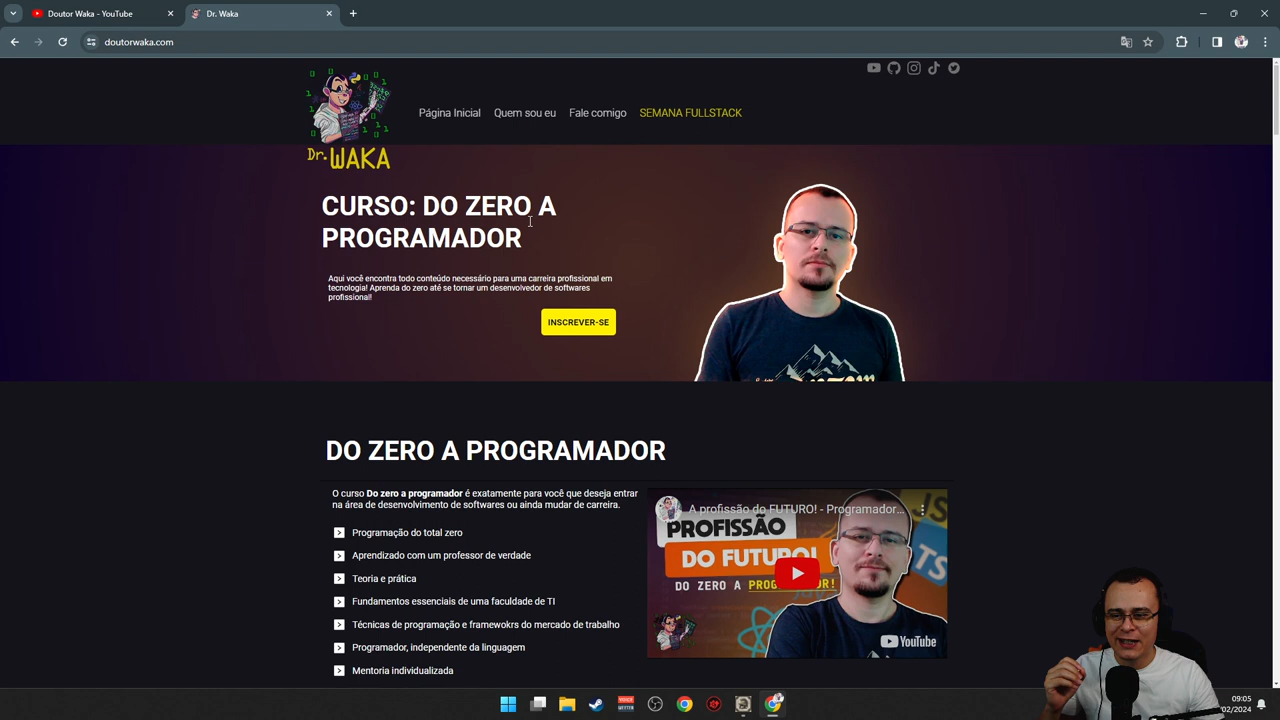 Doutor Waka - YouTube
Dr. Waka
doutorwaka.com
Dr. WAKA
Página Inicial
Quem sou eu
Fale comigo
SEMANA FULLSTACK
CURSO: DO ZERO A
PROGRAMADOR
Aqui você encontra todo conteúdo necessário para uma carreira profissional em
tecnologia! Aprenda do zero até se tornar um desenvolvedor de softwares
profissional!
INSCREVER-SE
DO ZERO A PROGRAMADOR
O curso Do zero a programador é exatamente para você que deseja entrar
na área de desenvolvimento de softwares ou ainda mudar de carreira.
Programação do total zero
Aprendizado com um professor de verdade
Teoria e prática
Fundamentos essenciais de uma faculdade de TI
Técnicas de programação e framewokrs do mercado de trabalho
Programador, independente da linguagem
Mentoria individualizada
A profissão do FUTURO! - Programador...
PROFISSÃO
DO FUTURO!
DO ZERO A PROGRAMADOR!
JS
TS
YouTube
09:05
/02/2024